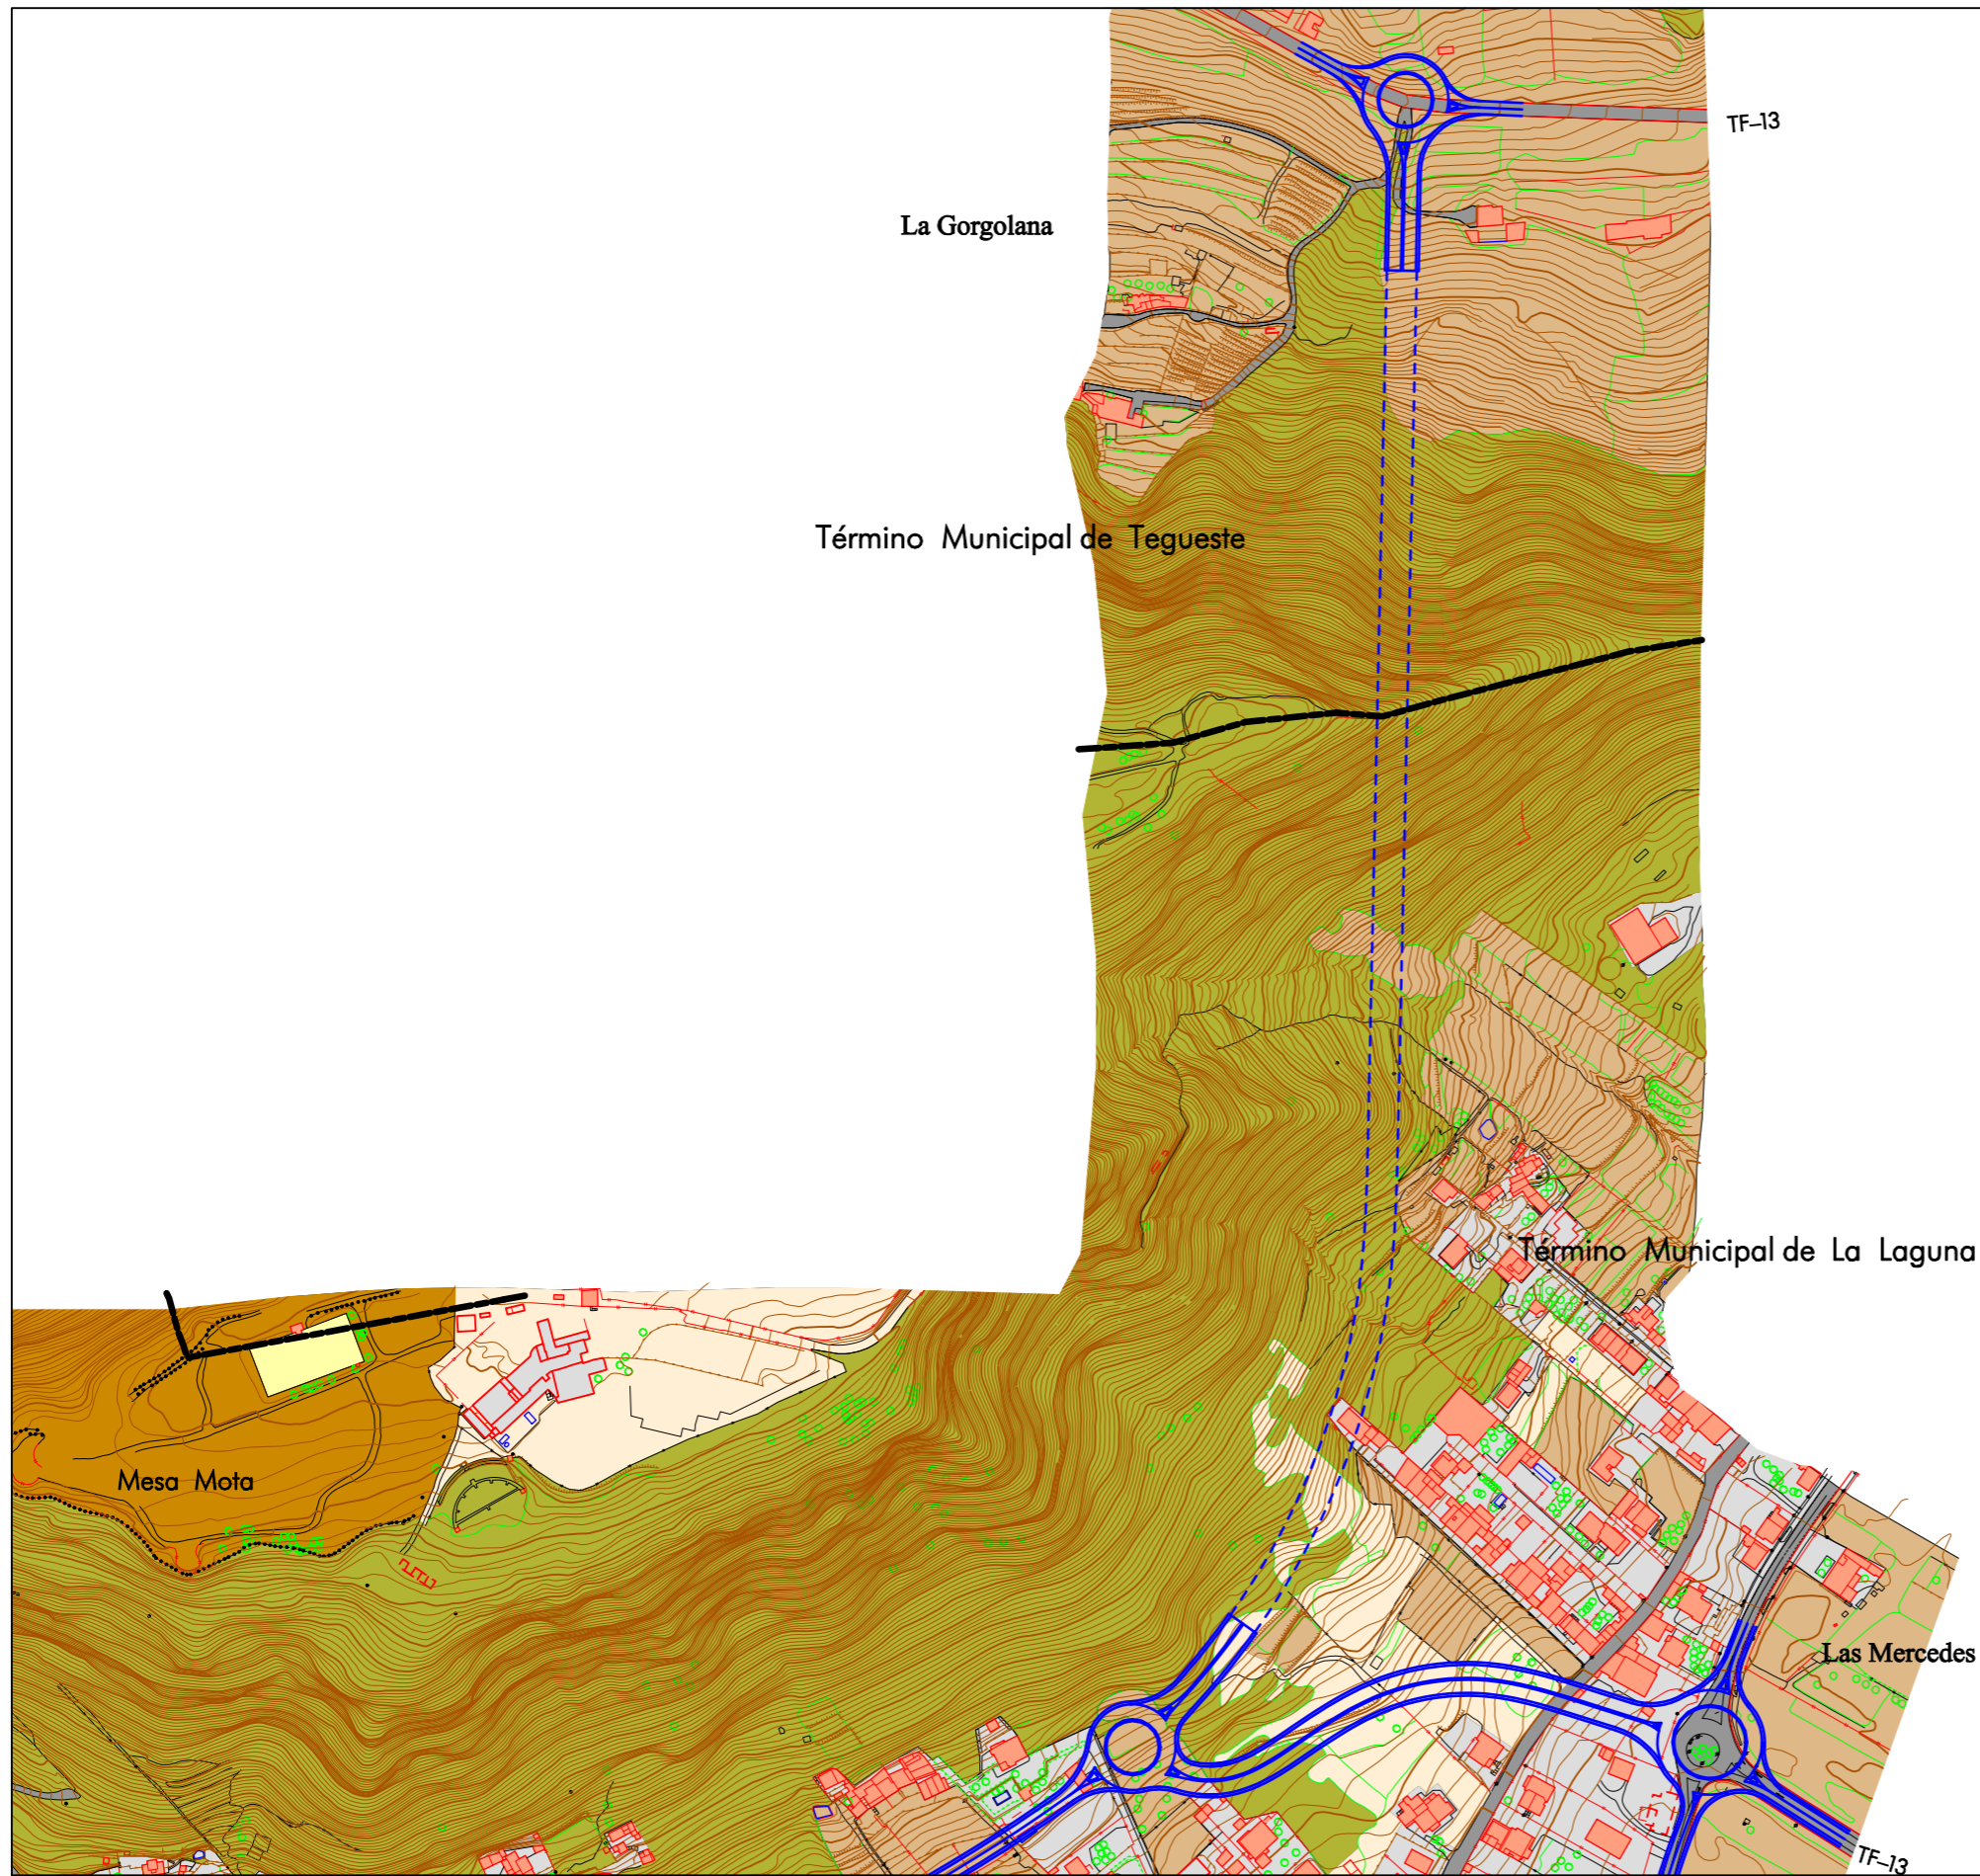 TF-13
La Gorgolana
Término Municipal de Tegueste
Término Municipal de La Laguna
Mesa Mota
Las Mercedes
TF-13